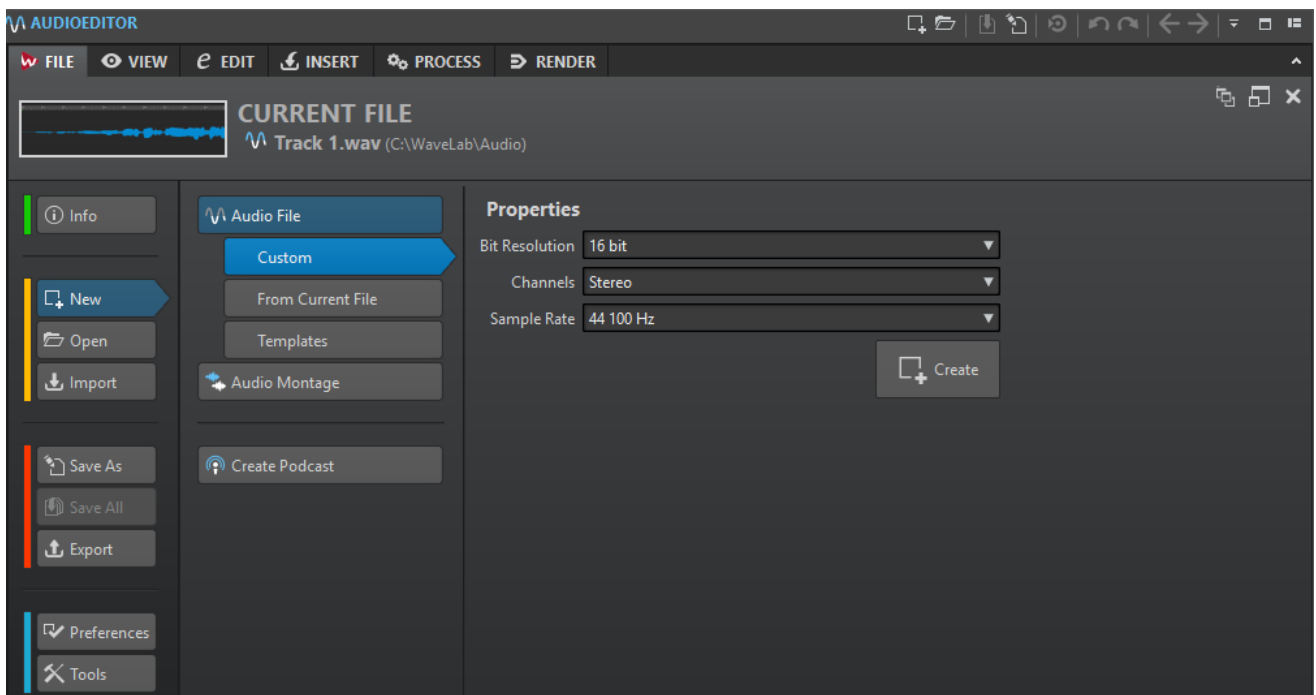 AUDIOEDITOR
FILE VIEW EDIT INSERT PROCESS RENDER
CURRENT FILE
Track 1.wav (C:\WaveLab\Audio)
Info
New
Open
Import
Save As
Save All
Export
Preferences
Tools
Audio File
Custom
From Current File
Templates
Audio Montage
Create Podcast
Properties
Bit Resolution 16 bit
Channels Stereo
Sample Rate 44 100 Hz
Create